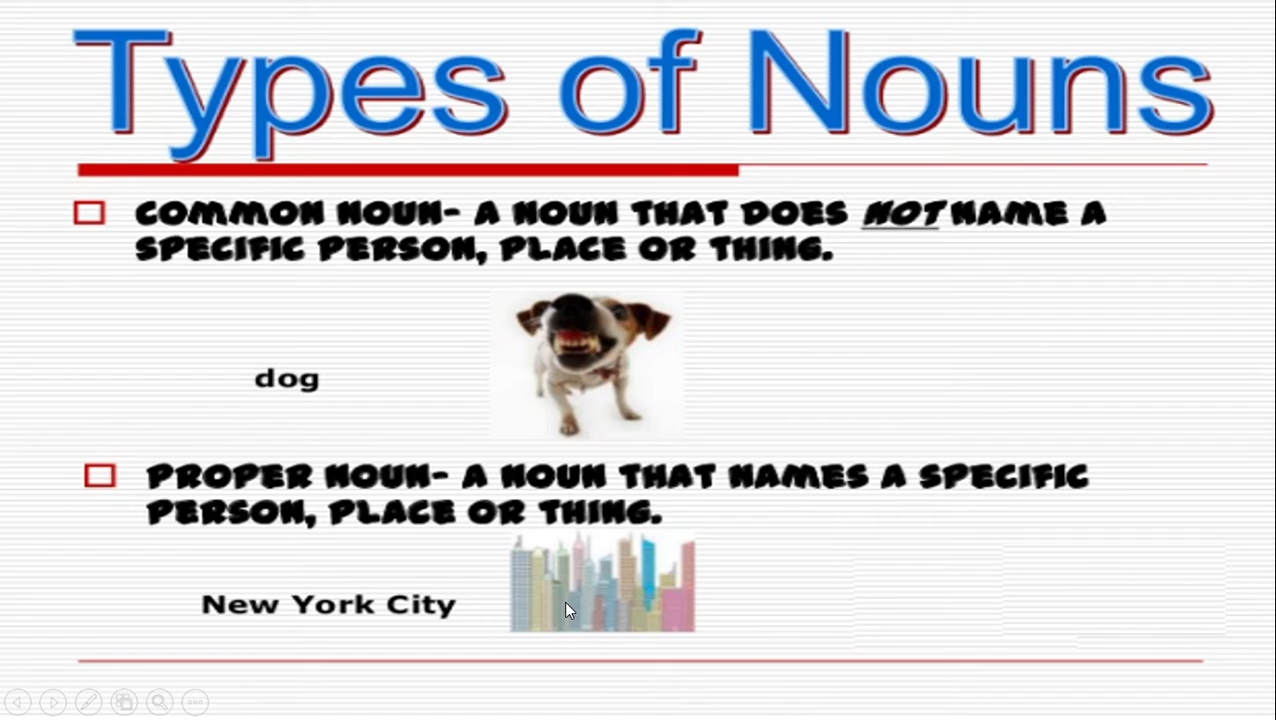 Types of Nouns
COMMON NOUN- A NOUN THAT DOES NOT NAME A
SPECIFIC PERSON, PLACE OR THING.
dog
PROPER NOUN- A NOUN THAT NAMES A SPECIFIC
PERSON, PLACE OR THING.
New York City